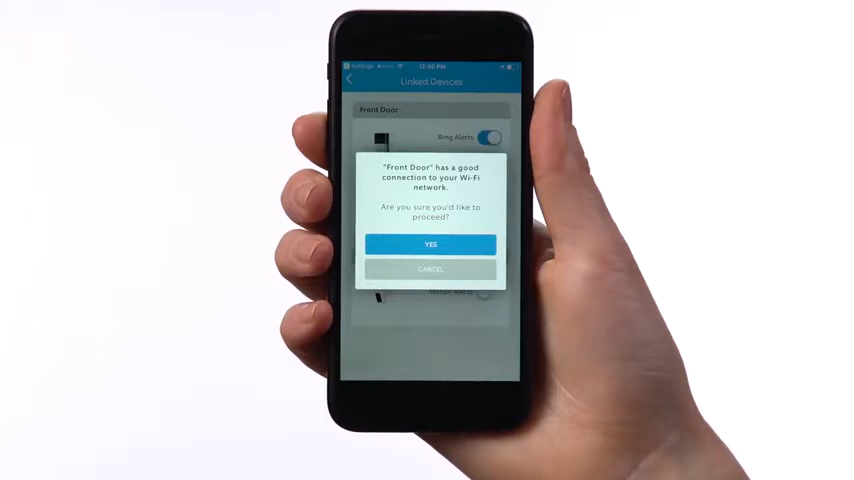 Settings 12:40 PM
Linked Devices
Front Door
Ring Alerts
"Front Door" has a good
connection to your Wi-Fi
network.
Are you sure you'd like to
proceed?
YES
CANCEL
Motion Alerts